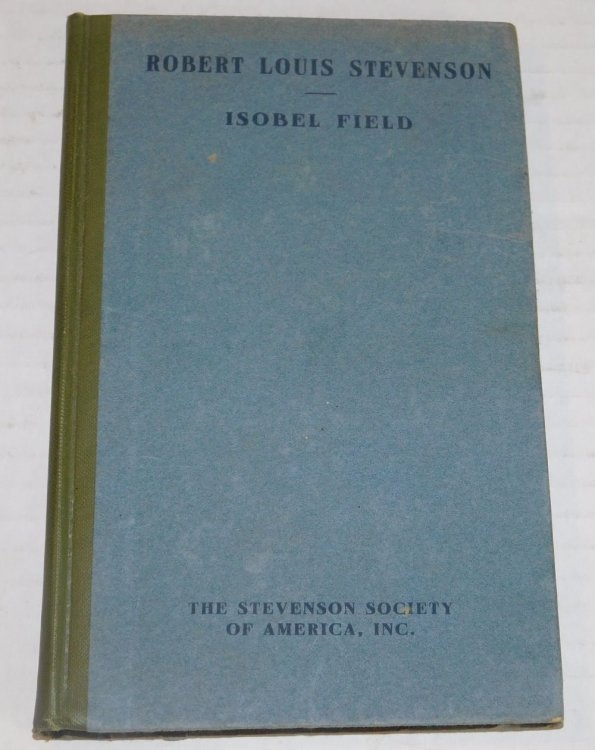 ROBERT LOUIS STEVENSON
ISOBEL FIELD
THE STEVENSON SOCIETY
OF AMERICA, INC.